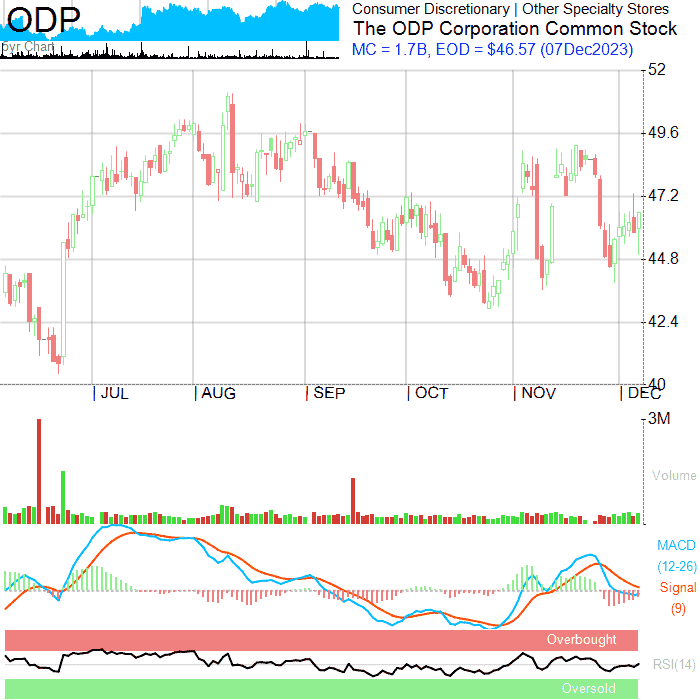 ODP
5yr Chart
Consumer Discretionary | Other Specialty Stores
The ODP Corporation Common Stock
MC = 1.7B, EOD = $46.57 (07Dec2023)
52
49.6
47.2
44.8
42.4
40
JUL AUG SEP OCT NOV DEC
3M
Volume
MACD
(12-26)
Signal
(9)
Overbought
RSI(14)
Oversold